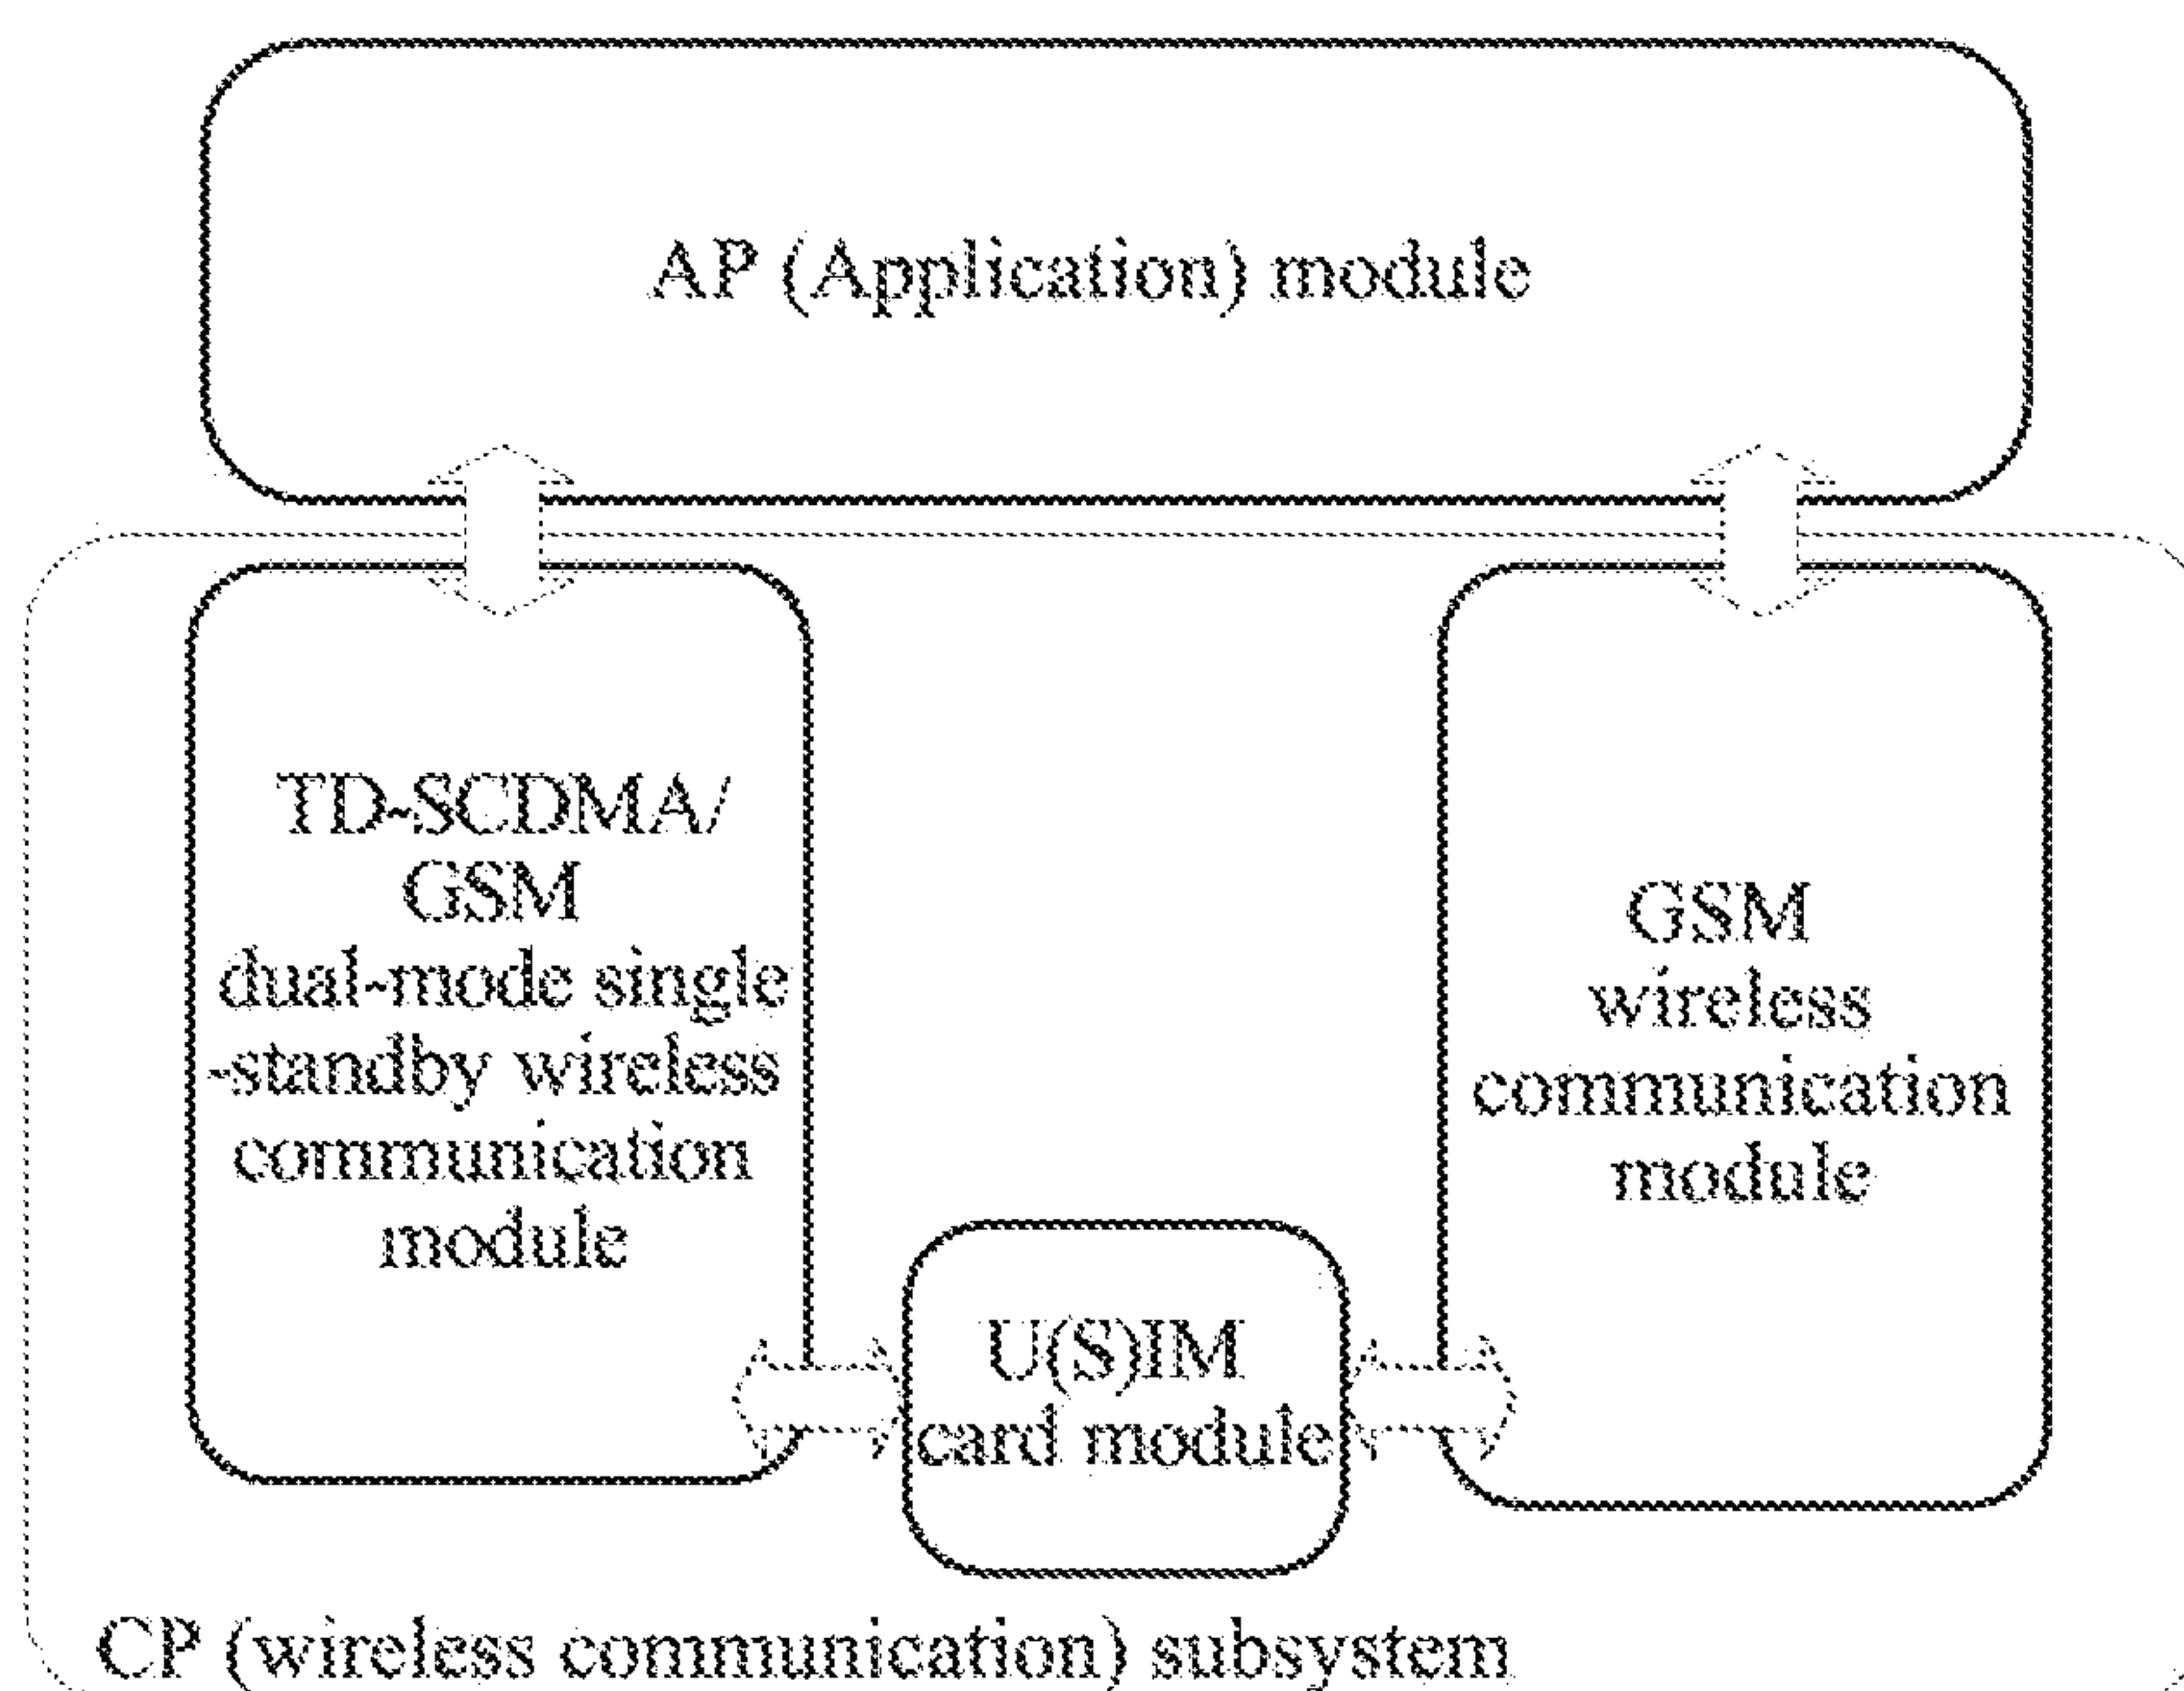 AP (Application) module
TD-SCDMA/
GSM
dual-mode single
-standby wireless
communication
module
GSM
wireless
communication
module
U(S)IM
card module
CP (wireless communication) subsystem